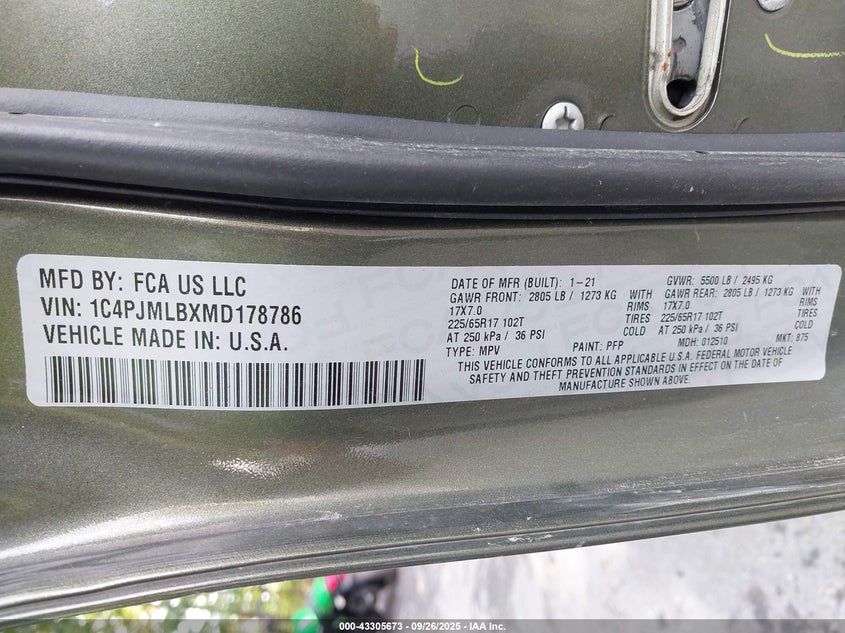 MFD BY: FCA US LLC
VIN: 1C4PJMLBXMD178786
VEHICLE MADE IN: U.S.A.
DATE OF MFR (BUILT): 1-21 GVWR: 5500 LB / 2495 KG
GAWR FRONT: 2805 LB / 1273 KG WITH GAWR REAR: 2805 LB / 1273 KG WITH
17X7.0 RIMS 17X7.0 RIMS
225/65R17 102T TIRES 225/65R17 102T TIRES
AT 250 kPa / 36 PSI AT 250 kPa / 36 PSI
TYPE: MPV PAINT: PFP MDH: 012510 MKT: 875
THIS VEHICLE CONFORMS TO ALL APPLICABLE U.S.A. FEDERAL MOTOR VEHICLE
SAFETY AND THEFT PREVENTION STANDARDS IN EFFECT ON THE DATE OF
MANUFACTURE SHOWN ABOVE.
000-43305673 - 09/26/2025 - IAA Inc.